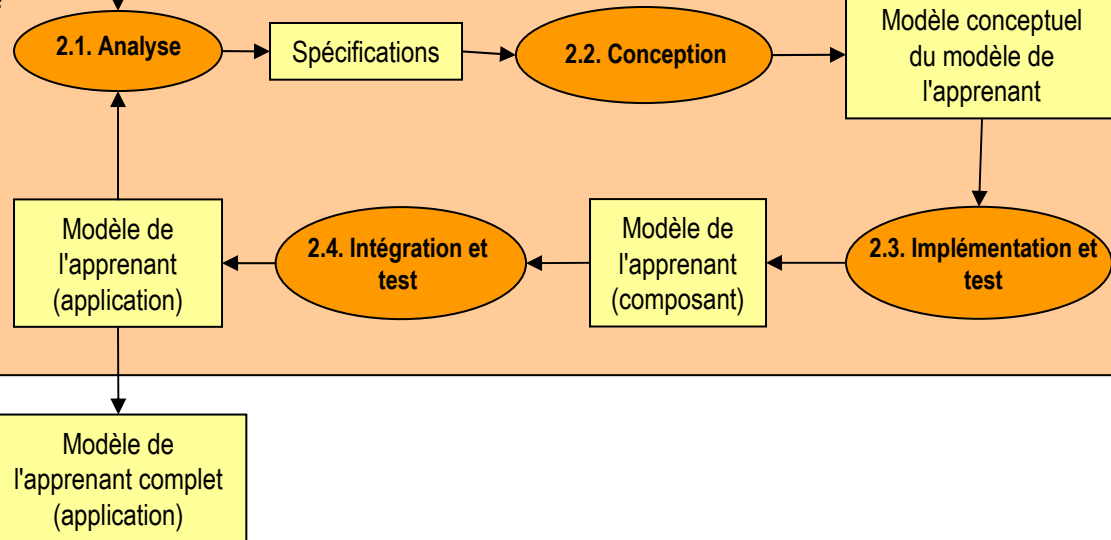 2.1. Analyse
Spécifications
2.2. Conception
Modèle conceptuel
du modèle de
l'apprenant
2.3. Implémentation et
test
Modèle de
l'apprenant
(composant)
2.4. Intégration et
test
Modèle de
l'apprenant
(application)
Modèle de
l'apprenant complet
(application)